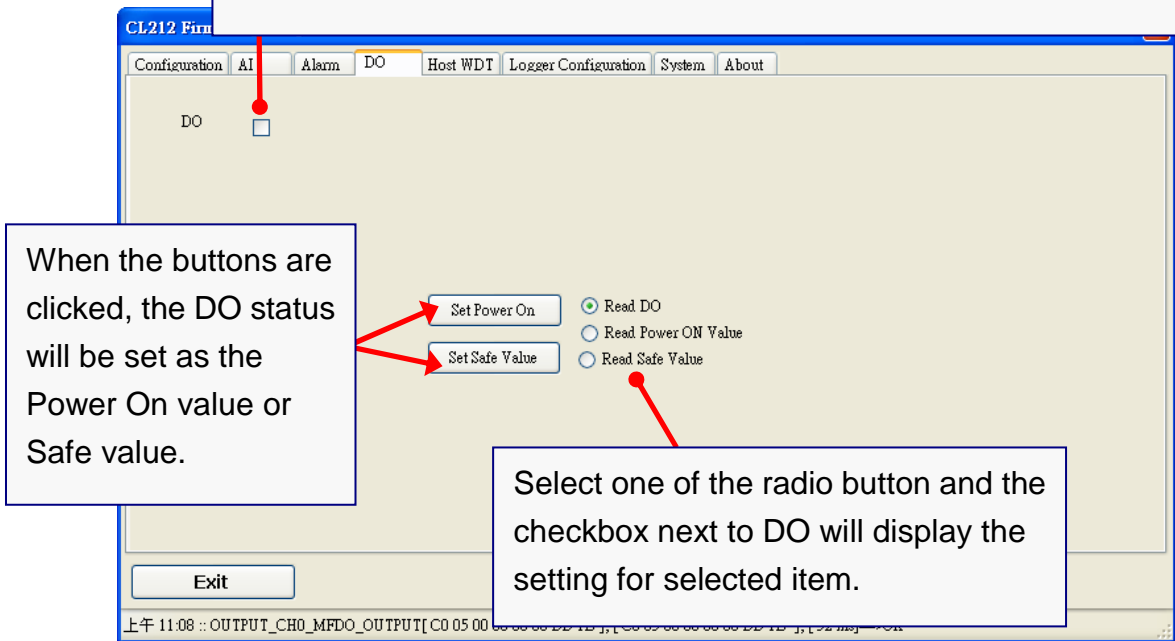 CL212 Firm
Configuration AI Alarm DO Host WDT Logger Configuration System About
DO
When the buttons are
clicked, the DO status
will be set as the
Power On value or
Safe value.
Set Power On
Set Safe Value
Read DO
Read Power ON Value
Read Safe Value
Select one of the radio button and the
checkbox next to DO will display the
setting for selected item.
Exit
上午 11:08 :: OUTPUT_CH0_MFDO_OUTPUT[ C0 05 00